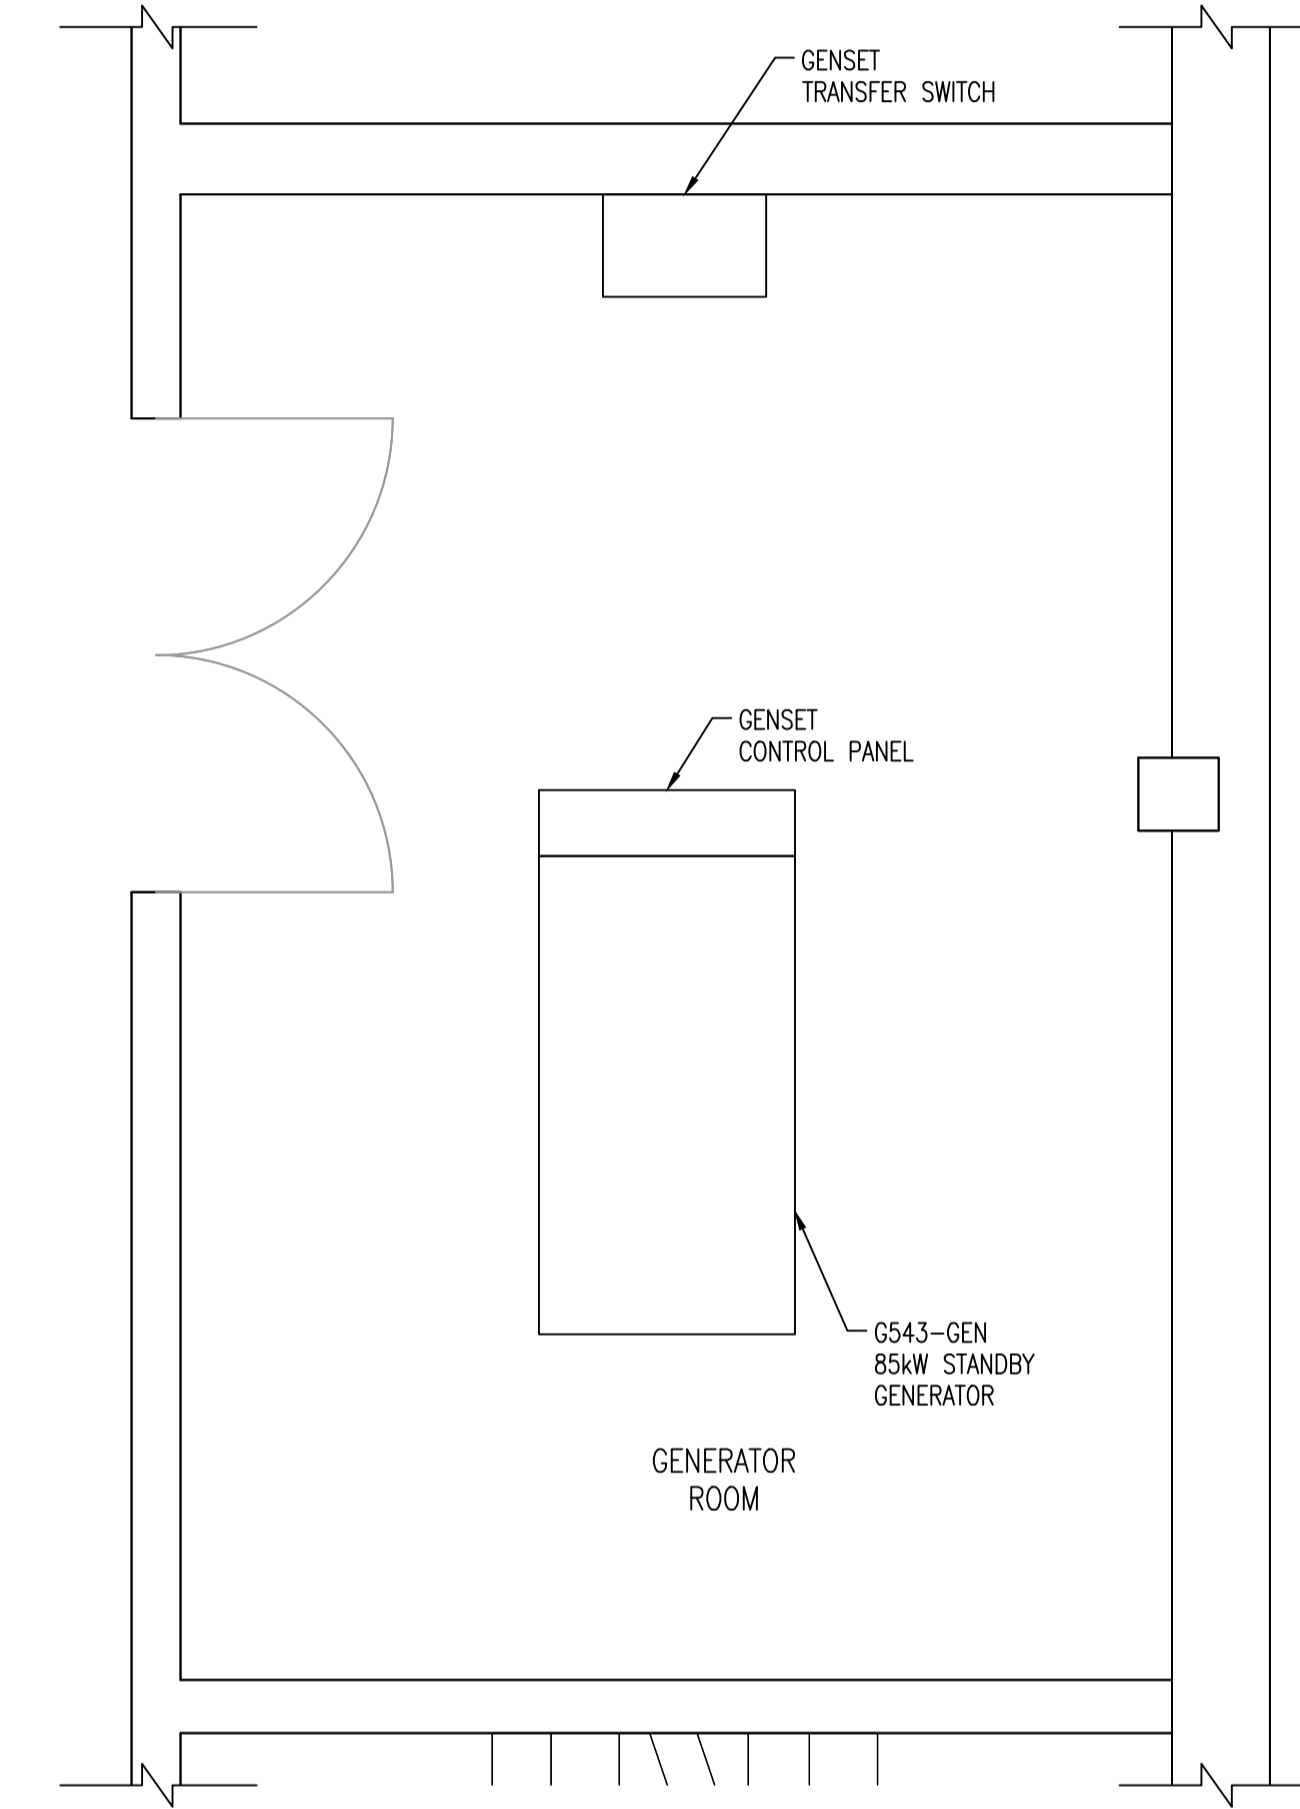 GENSET
TRANSFER SWITCH
GENSET
CONTROL PANEL
G543-GEN
85kW STANDBY
GENERATOR
GENERATOR
ROOM